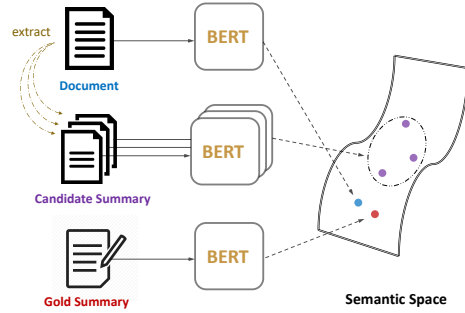 extract
BERT
Document
BERT
Candidate Summary
BERT
Gold Summary
Semantic Space